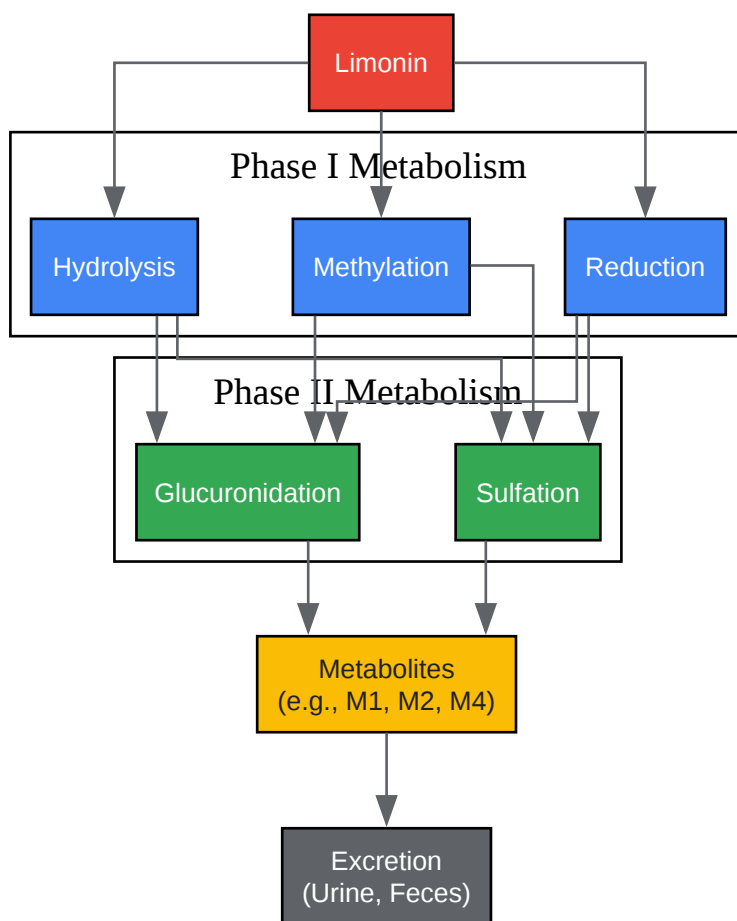 Limonin
Phase I Metabolism
Hydrolysis
Methylation
Reduction
Phase II Metabolism
Glucuronidation
Sulfation
Metabolites
(e.g., M1, M2, M4)
Excretion
(Urine, Feces)